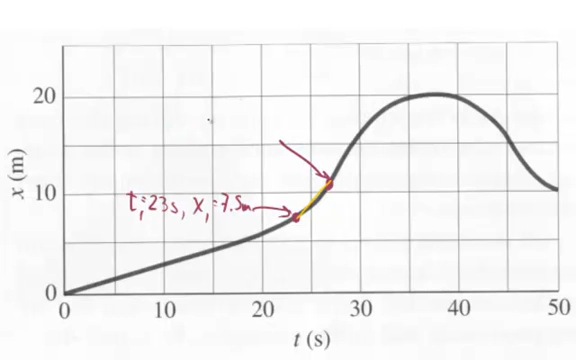 20
x (m)
10
t₁=23s, x₁=7.5m
0
0 10 20 30 40 50
t (s)